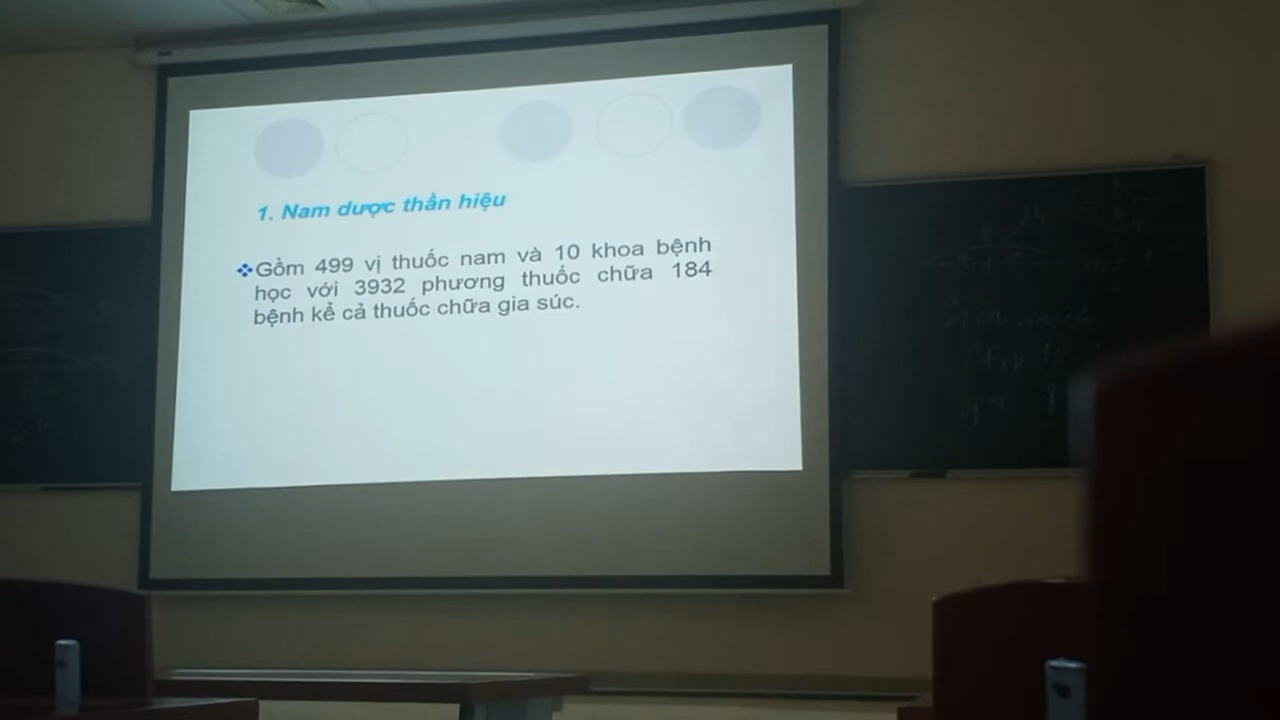 1. Nam dược thần hiệu
Gồm 499 vị thuốc nam và 10 khoa bệnh
học với 3932 phương thuốc chữa 184
bệnh kể cả thuốc chữa gia súc.